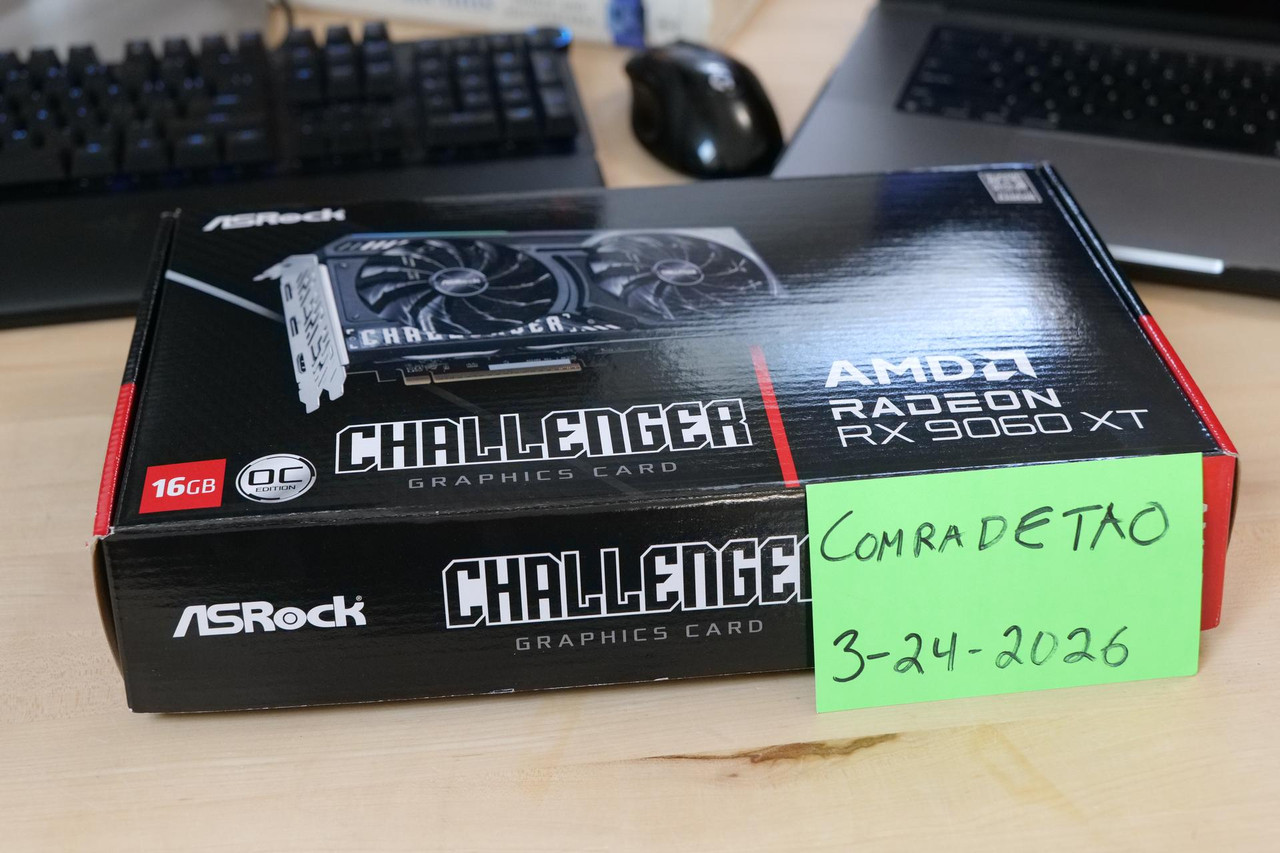 ASRock
CHALLENGER
AMD
RADEON
RX 9060 XT
CHALLENGER
GRAPHICS CARD
16GB
OC
EDITION
ASRock®
CHALLENGER
GRAPHICS CARD
COMRADETAO
3-24-2026